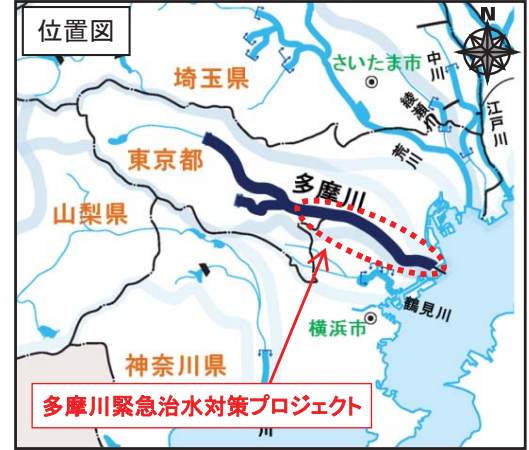 位置図
N
さいたま市
埼玉県
中川
綾瀬川
江戸川
荒川
東京都
多摩川
山梨県
鶴見川
横浜市
神奈川県
多摩川緊急治水対策プロジェクト
川